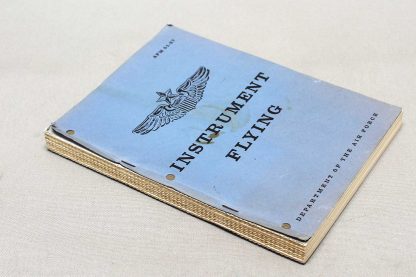 AFM 51-37
INSTRUMENT
FLYING
DEPARTMENT OF THE AIR FORCE